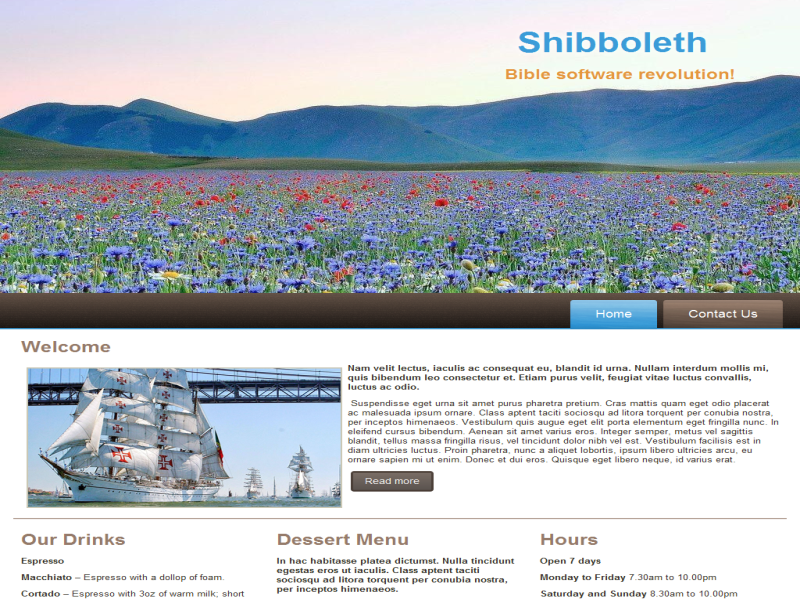 Shibboleth
Bible software revolution!
Home
Contact Us
Welcome
Nam velit lectus, iaculis ac consequat eu, blandit id urna. Nullam interdum mollis mi,
quis bibendum leo consectetur et. Etiam purus velit, feugiat vitae luctus convallis,
luctus ac odio.
Suspendisse eget urna sit amet purus pharetra pretium. Cras mattis quam eget odio placerat
ac malesuada ipsum ornare. Class aptent taciti sociosqu ad litora torquent per conubia nostra,
per inceptos himenaeos. Vestibulum quis augue eget elit porta elementum eget fringilla nunc. In
eleifend cursus bibendum. Aenean sit amet varius eros. Integer semper, metus vel sagittis
blandit, tellus massa fringilla risus, vel tincidunt dolor nibh vel est. Vestibulum facilisis est in
diam ultricies luctus. Proin pharetra, nunc a aliquet lobortis, ipsum libero ultricies arcu, eu
ornare sapien mi ut enim. Donec et dui eros. Quisque eget libero neque, id varius erat.
Read more
Our Drinks
Espresso
Macchiato – Espresso with a dollop of foam.
Cortado – Espresso with 3oz of warm milk; short
Dessert Menu
In hac habitasse platea dictumst. Nulla tincidunt
egestas eros ut iaculis. Class aptent taciti
sociosqu ad litora torquent per conubia nostra,
per inceptos himenaeos.
Hours
Open 7 days
Monday to Friday 7.30am to 10.00pm
Saturday and Sunday 8.30am to 10.00pm